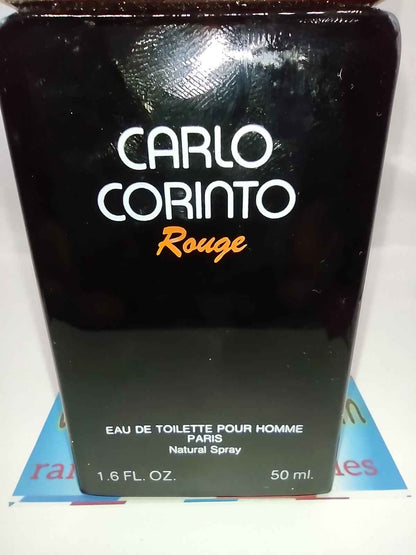 CARLO
CORINTO
Rouge
EAU DE TOILETTE POUR HOMME
PARIS
Natural Spray
1.6 FL. OZ. 50 ml.